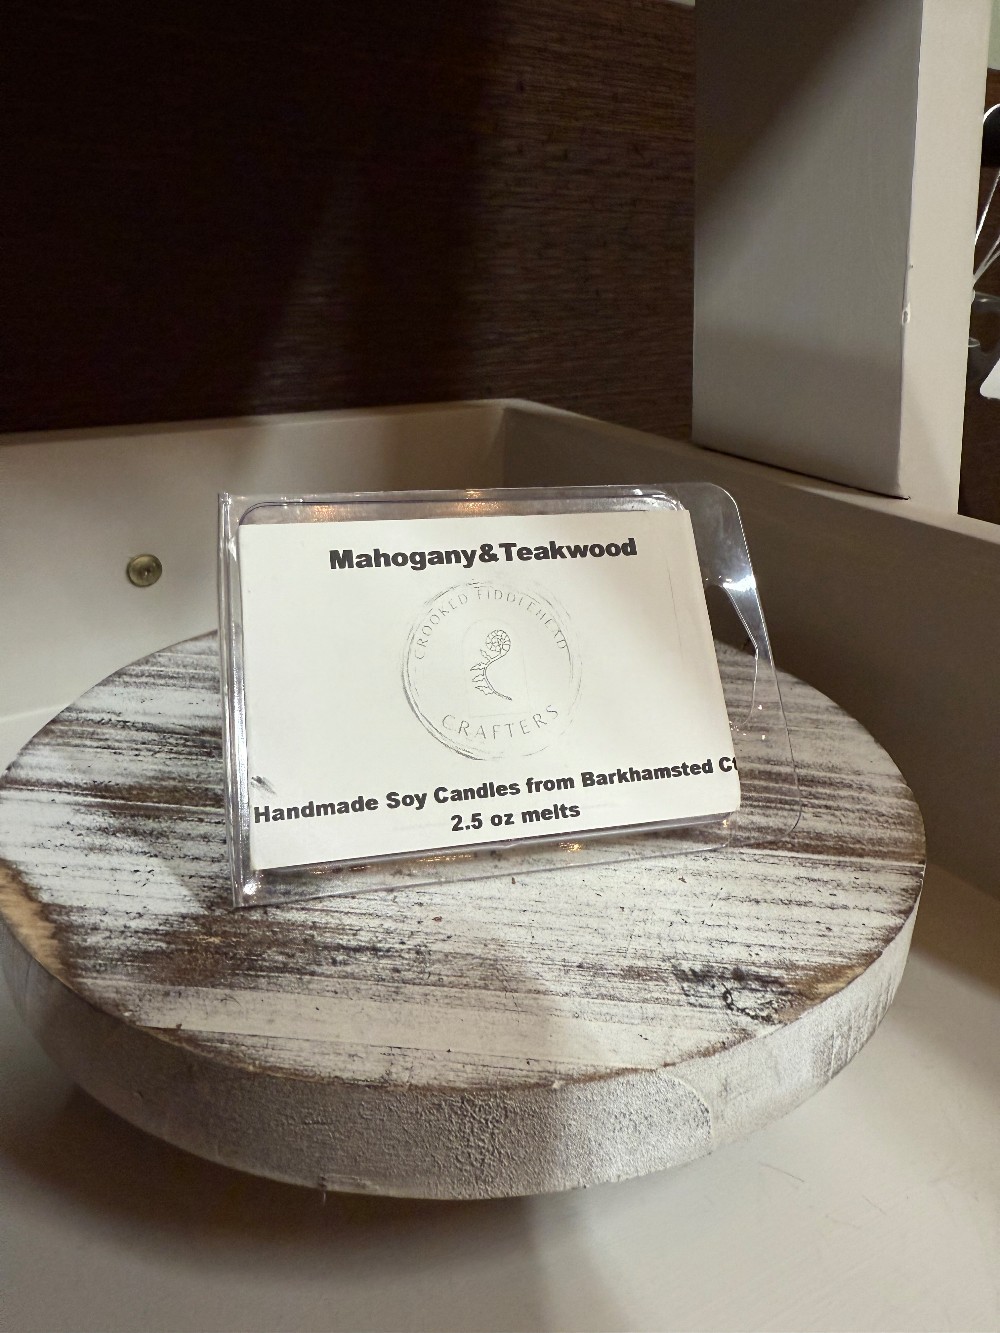 Mahogany&Teakwood
CROOKED FIDDLEHEAD
CRAFTERS
Handmade Soy Candles from Barkhamsted Ct
2.5 oz melts